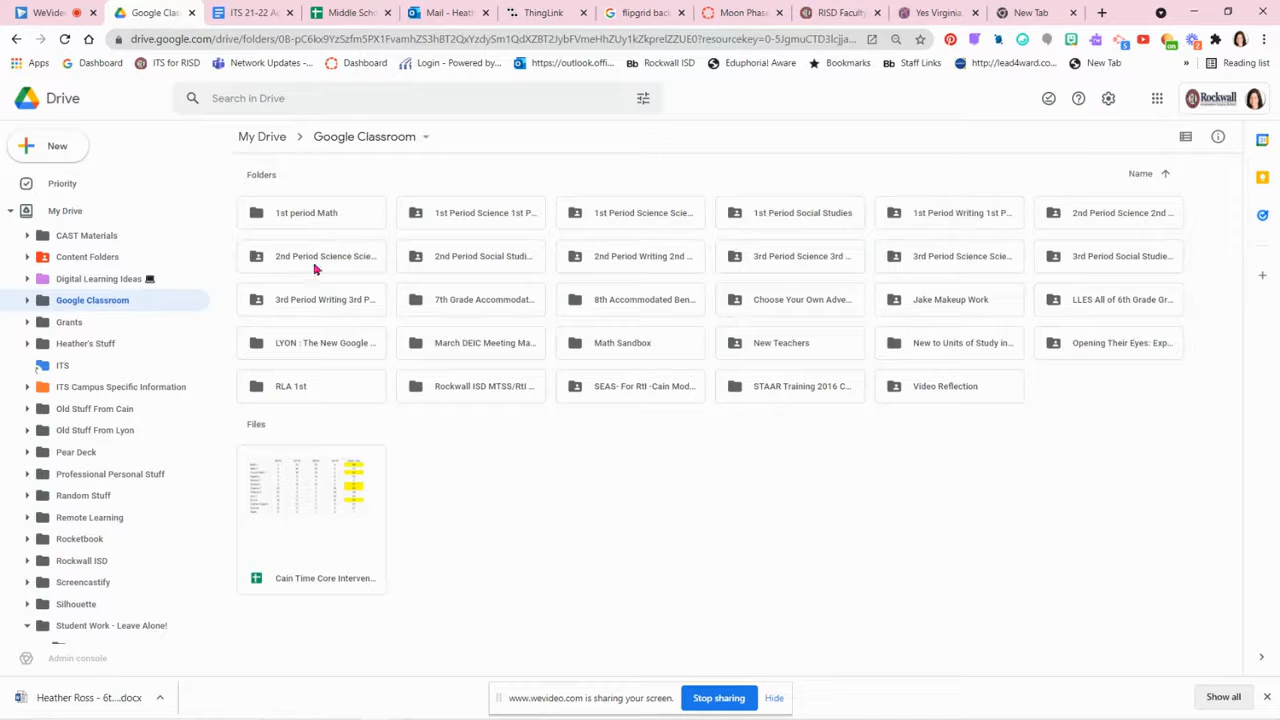 WeVideo
Google Class
ITS 21-22 A
Middle Scho
Mail - Heath
ThingLink
flipgrid back
Moon Phase
RISD Faculty
Yes Virginia
New Tab
drive.google.com/drive/folders/0B-pC6kx9YzSzfm5PX1FvamhZS3hBT2wxYzdySm1QdXZBT2JybFVmeHhZUy1kZkprelZZUE0?resourcekey=0-5JgmuCTD3lcjja...
Apps
Dashboard
ITS for RISD
Network Updates -...
Dashboard
Login - Powered by...
https://outlook.offi...
Rockwall ISD
Eduphorial Aware
Bookmarks
Staff Links
http://lead4ward.co...
New Tab
»
Reading list
Drive
Search in Drive
Rockwall
My Drive > Google Classroom
New
Folders
Name
Priority
My Drive
CAST Materials
Content Folders
Digital Learning Ideas
Google Classroom
Grants
Heather's Stuff
ITS
ITS Campus Specific Information
Old Stuff From Cain
Old Stuff From Lyon
Pear Deck
Professional Personal Stuff
Random Stuff
Remote Learning
Rocketbook
Rockwall ISD
Screencastify
Silhouette
Student Work - Leave Alone!
Admin console
1st period Math
1st Period Science 1st P...
1st Period Science Scie...
1st Period Social Studies
1st Period Writing 1st P...
2nd Period Science 2nd ...
2nd Period Science Scie...
2nd Period Social Studi...
2nd Period Writing 2nd ...
3rd Period Science 3rd ...
3rd Period Science Scie...
3rd Period Social Studie...
3rd Period Writing 3rd P...
7th Grade Accommodat...
8th Accommodated Ben...
Choose Your Own Adve...
Jake Makeup Work
LLES All of 6th Grade Gr...
LYON : The New Google ...
March DEIC Meeting Ma...
Math Sandbox
New Teachers
New to Units of Study in...
Opening Their Eyes: Exp...
RLA 1st
Rockwall ISD MTSS/RtI ...
SEAS- For RtI -Cain Mod...
STAAR Training 2016 C...
Video Reflection
Files
Cain Time Core Interven...
Heather Ross - 6t....docx
www.wevideo.com is sharing your screen.
Stop sharing
Hide
Show all